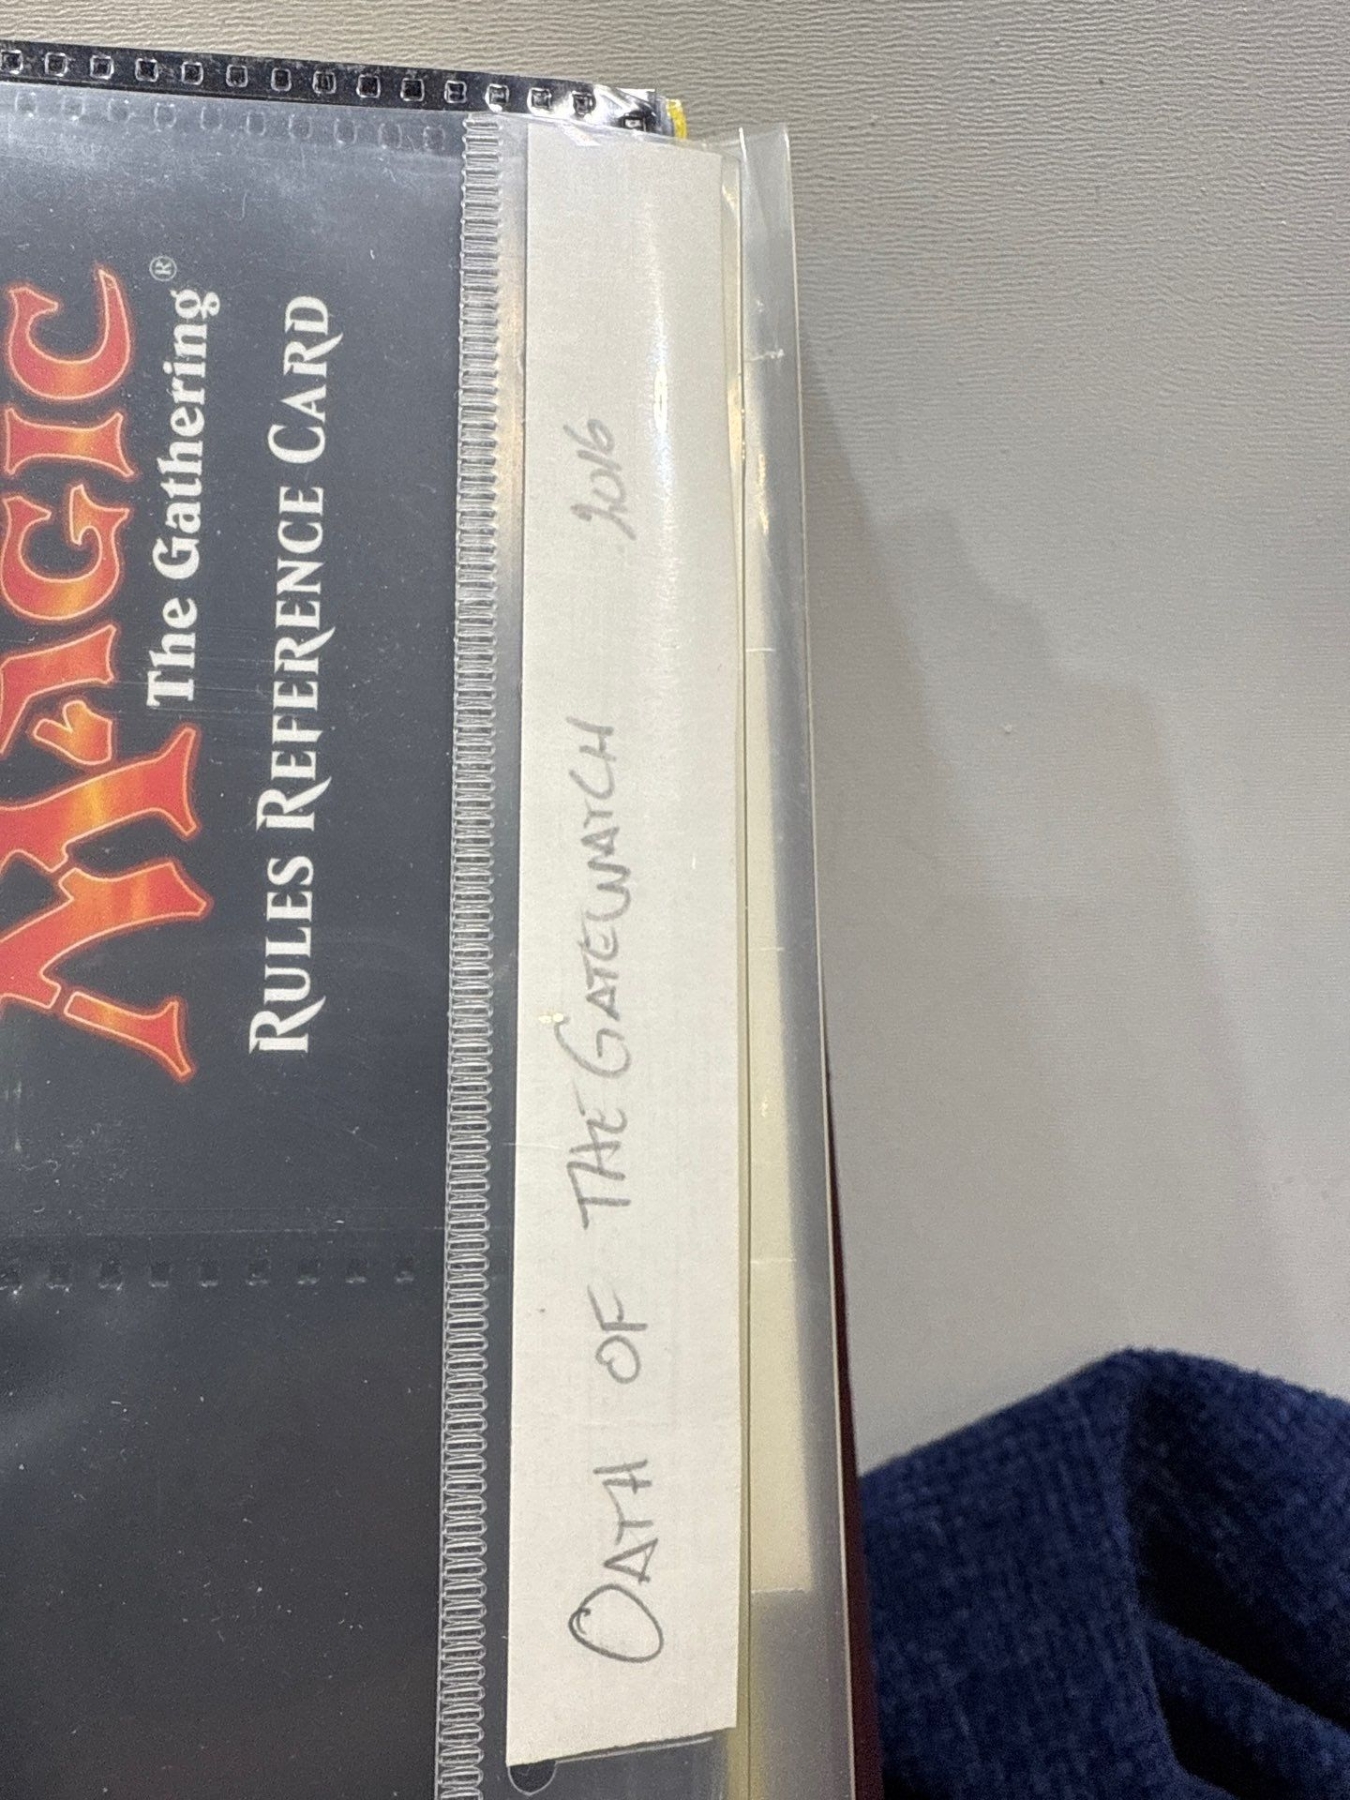 MAGIC
The Gathering®
RULES REFERENCE CARD
OATH OF THE GATEWATCH 2016